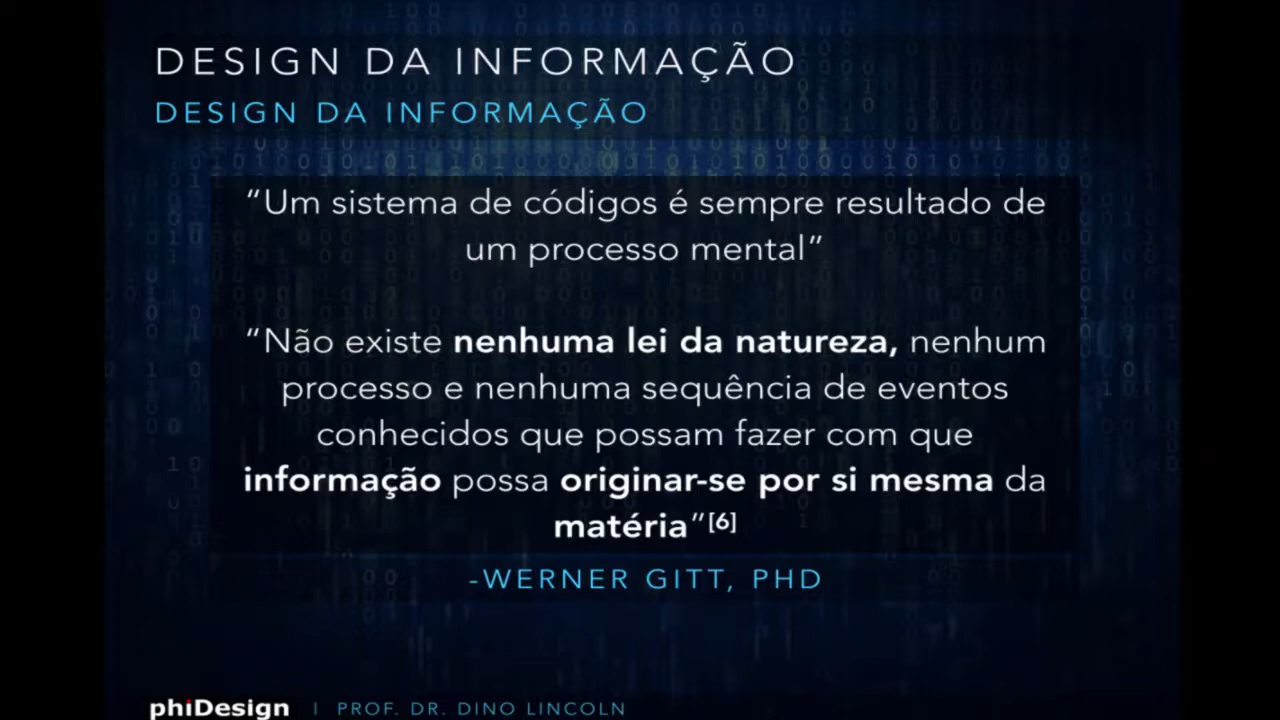 DESIGN DA INFORMAÇÃO
DESIGN DA INFORMAÇÃO
“Um sistema de códigos é sempre resultado de
um processo mental”
“Não existe nenhuma lei da natureza, nenhum
processo e nenhuma sequência de eventos
conhecidos que possam fazer com que
informação possa originar-se por si mesma da
matéria”[6]
-WERNER GITT, PHD
phiDesign | PROF. DR. DINO LINCOLN